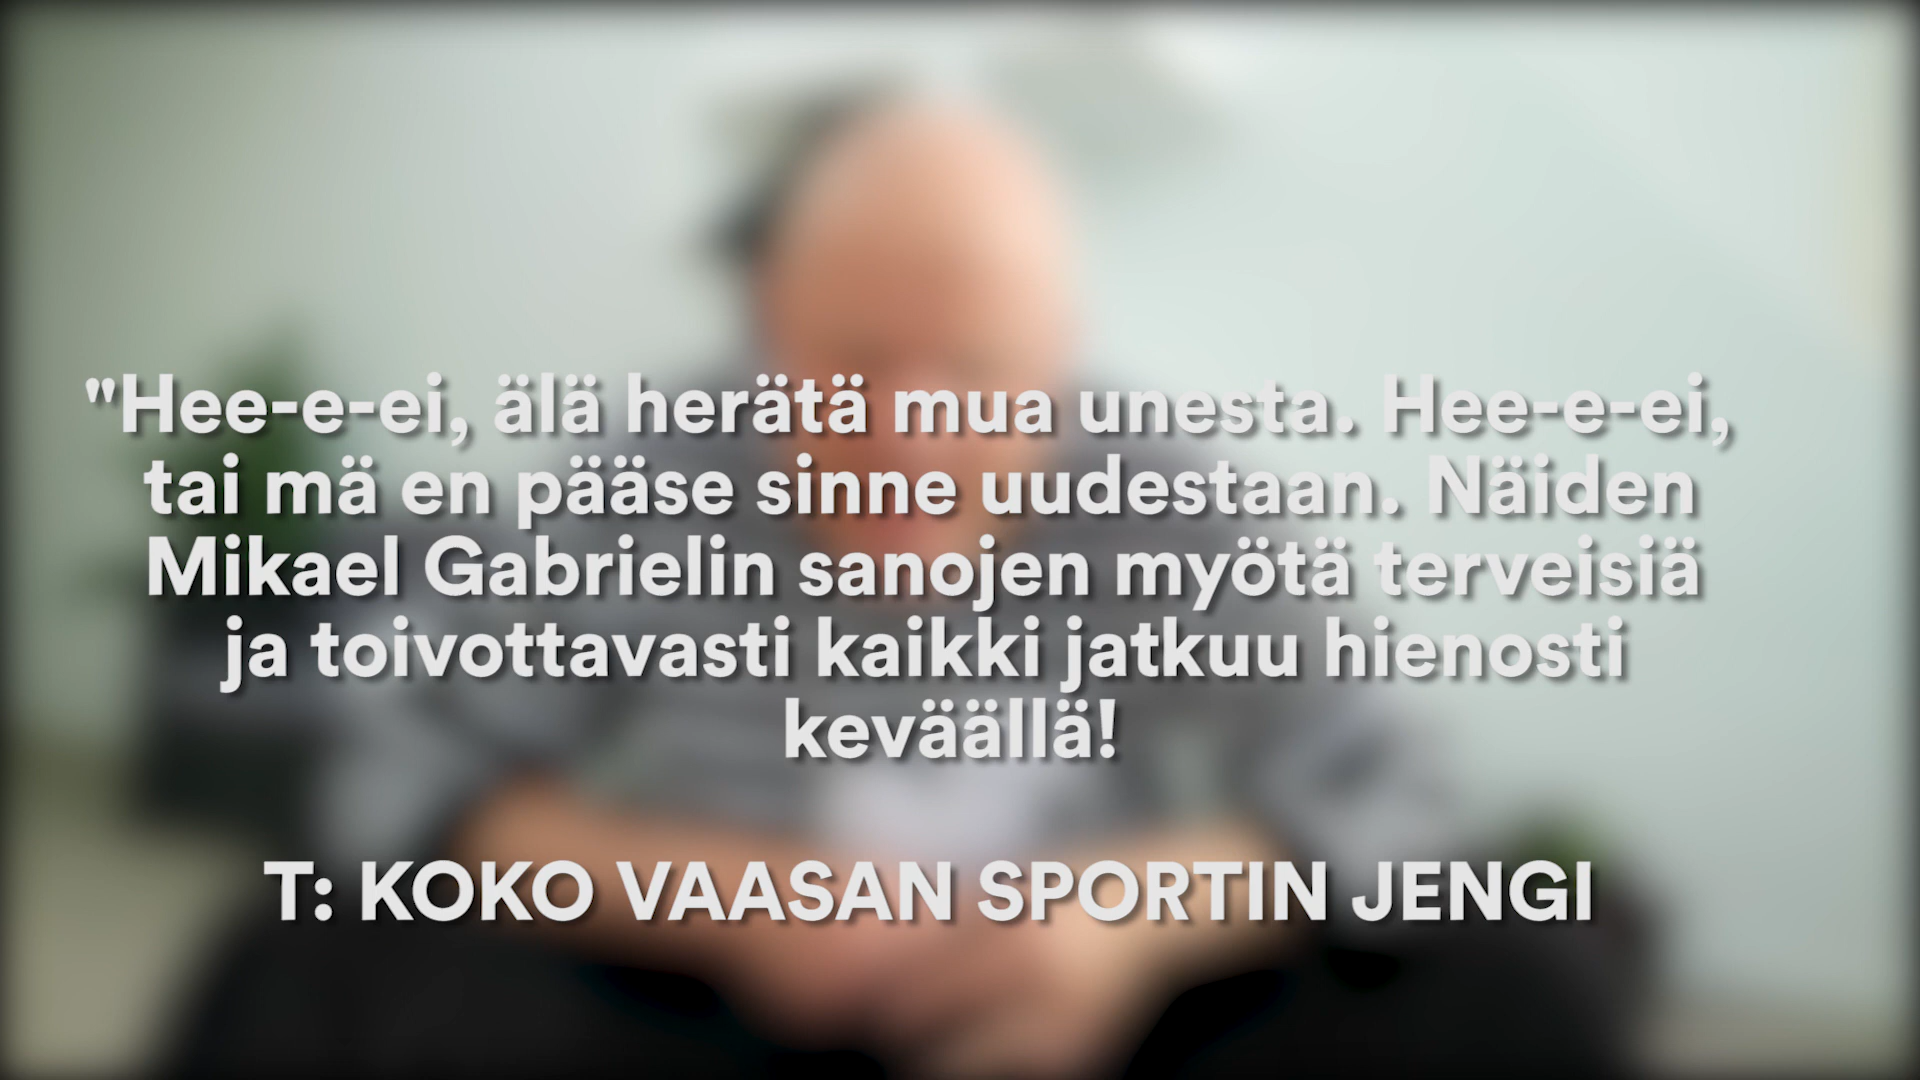 "Hee-e-ei, älä herätä mua unesta. Hee-e-ei,
tai mä en pääse sinne uudestaan. Näiden
Mikael Gabrielin sanojen myötä terveisiä
ja toivottavasti kaikki jatkuu hienosti
keväällä!
T: KOKO VAASAN SPORTIN JENGI